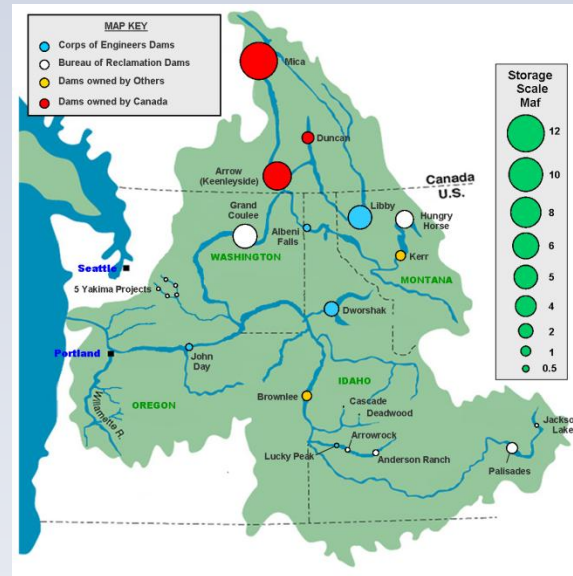 MAP KEY
Corps of Engineers Dams
Bureau of Reclamation Dams
Dams owned by Others
Dams owned by Canada
Mica
Duncan
Arrow
(Keenleyside)
Canada
U.S.
Grand
Coulee
Libby
Hungry
Horse
Albeni
Falls
WASHINGTON
Kerr
MONTANA
Seattle
5 Yakima Projects
Dworshak
Portland
John
Day
IDAHO
Brownlee
Cascade
Deadwood
OREGON
Willamette R.
Arrowrock
Lucky Peak
Anderson Ranch
Palisades
Jackson
Lake
Storage
Scale
Maf
12
10
8
6
5
4
2
1
0.5